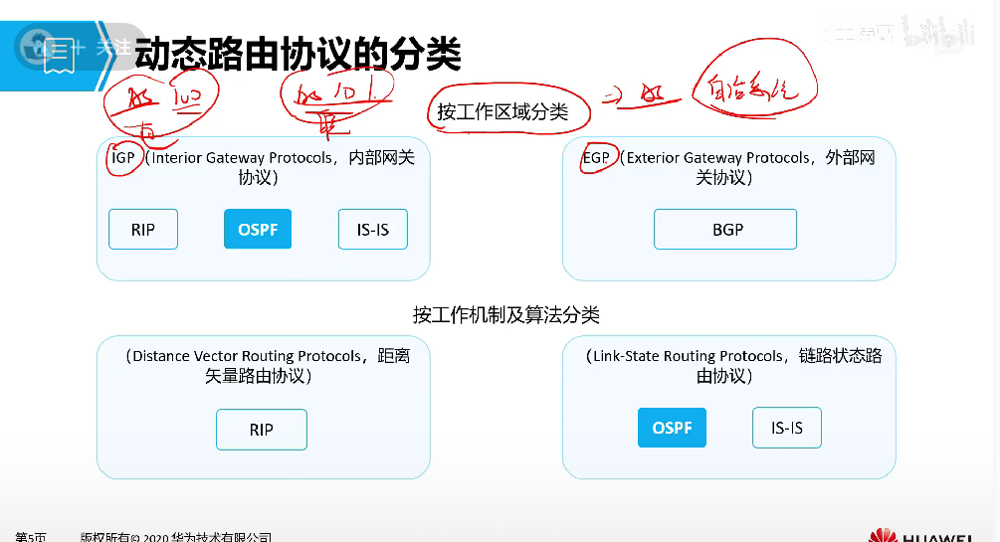 关注
动态路由协议的分类
bilibili
AS 100
AS 101
按工作区域分类
AS
自治系统
IGP（Interior Gateway Protocols，内部网关
协议）
RIP
OSPF
IS-IS
EGP（Exterior Gateway Protocols，外部网
关协议）
BGP
按工作机制及算法分类
（Distance Vector Routing Protocols，距离
矢量路由协议）
RIP
（Link-State Routing Protocols，链路状态路
由协议）
OSPF
IS-IS
第5页 版权所有© 2020 华为技术有限公司
HUAWEI